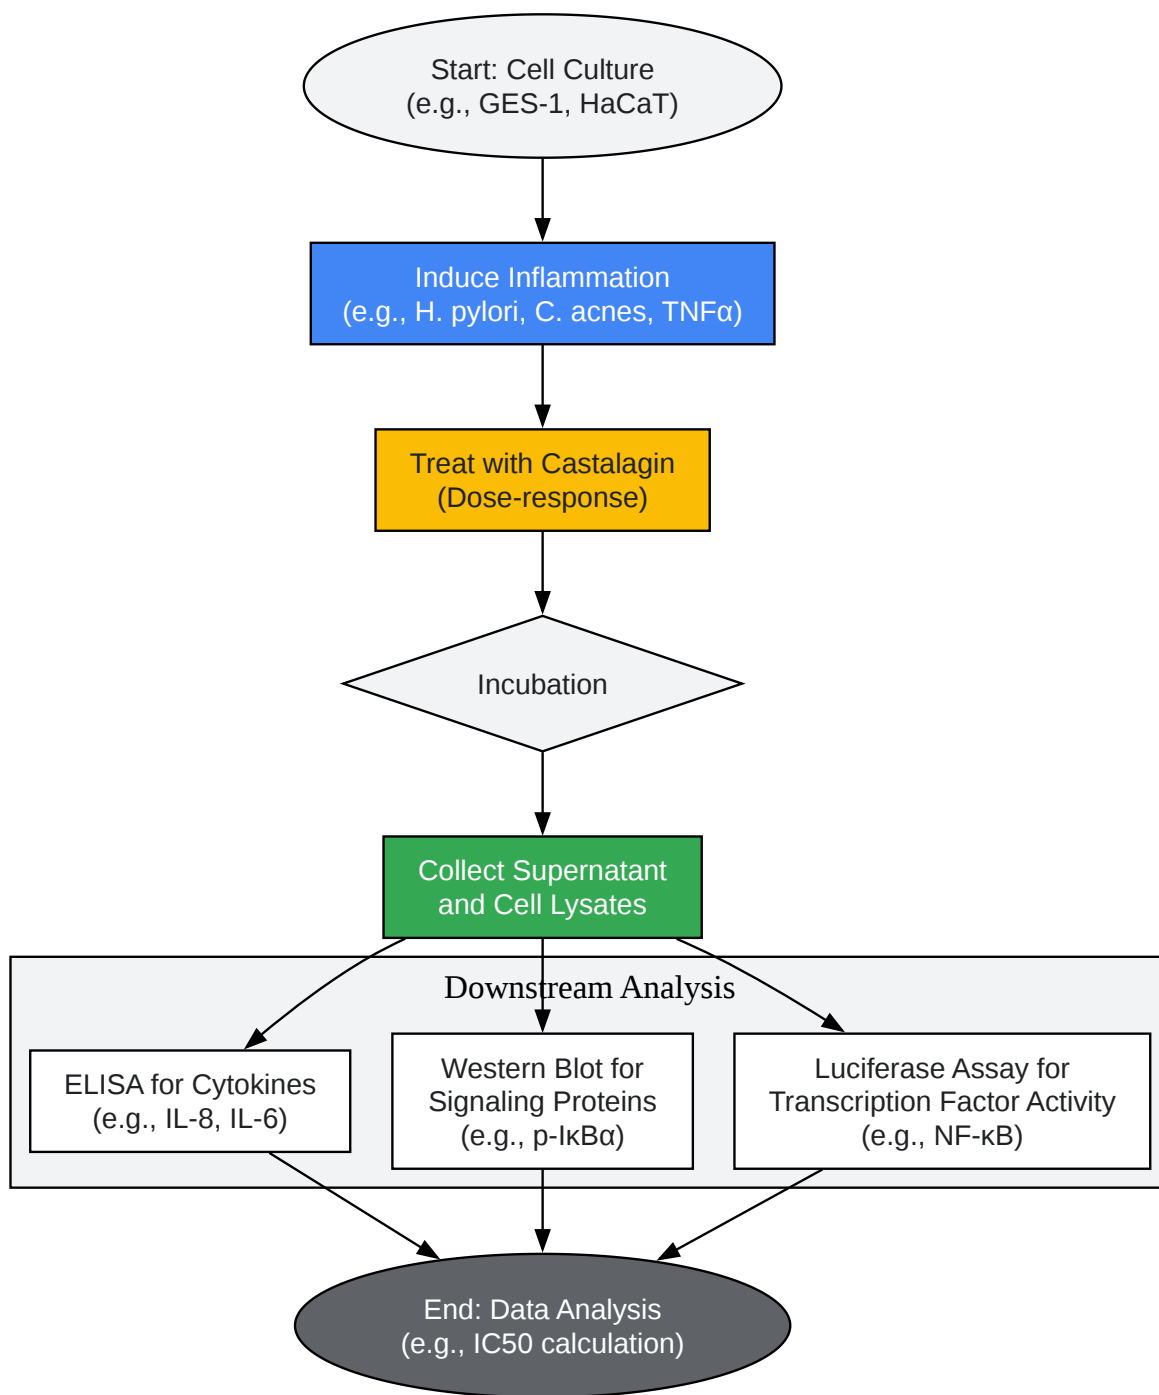 Start: Cell Culture
(e.g., GES-1, HaCaT)
Induce Inflammation
(e.g., H. pylori, C. acnes, TNFα)
Treat with Castalagin
(Dose-response)
Incubation
Collect Supernatant
and Cell Lysates
Downstream Analysis
ELISA for Cytokines
(e.g., IL-8, IL-6)
Western Blot for
Signaling Proteins
(e.g., p-IκBα)
Luciferase Assay for
Transcription Factor Activity
(e.g., NF-κB)
End: Data Analysis
(e.g., IC50 calculation)